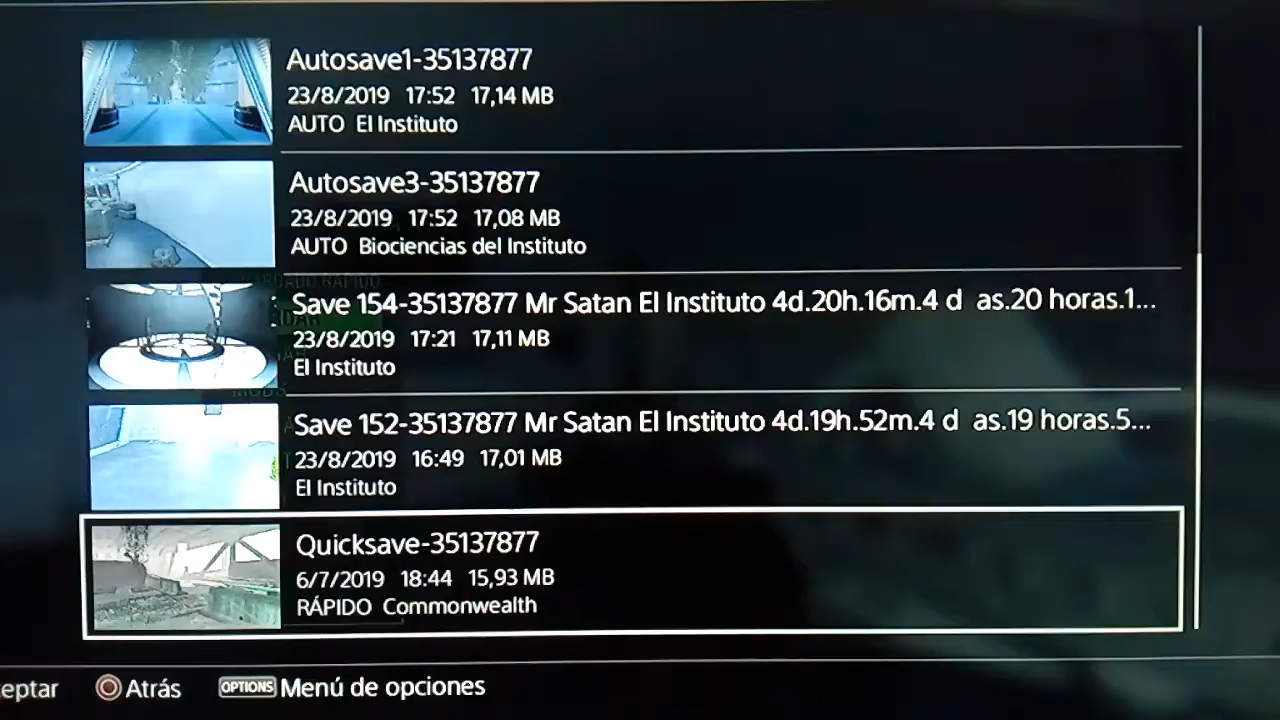 Autosave1-35137877
23/8/2019 17:52 17,14 MB
AUTO El Instituto
Autosave3-35137877
23/8/2019 17:52 17,08 MB
AUTO Biociencias del Instituto
Save 154-35137877 Mr Satan El Instituto 4d.20h.16m.4 d as.20 horas.1...
23/8/2019 17:21 17,11 MB
El Instituto
Save 152-35137877 Mr Satan El Instituto 4d.19h.52m.4 d as.19 horas.5...
23/8/2019 16:49 17,01 MB
El Instituto
Quicksave-35137877
6/7/2019 18:44 15,93 MB
RÁPIDO Commonwealth
eptar Atrás OPTIONS Menú de opciones